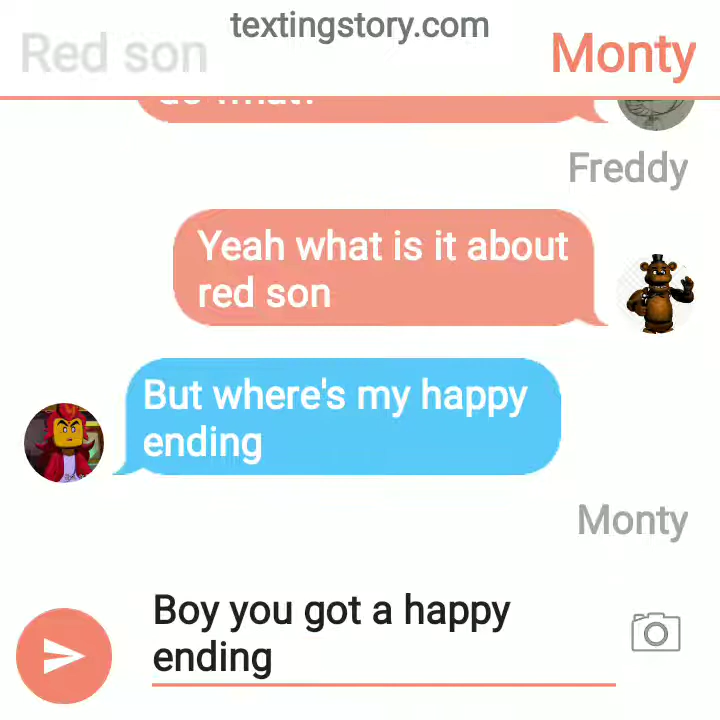 textingstory.com
Red son
Monty
Freddy
Yeah what is it about
red son
But where's my happy
ending
Monty
Boy you got a happy
ending